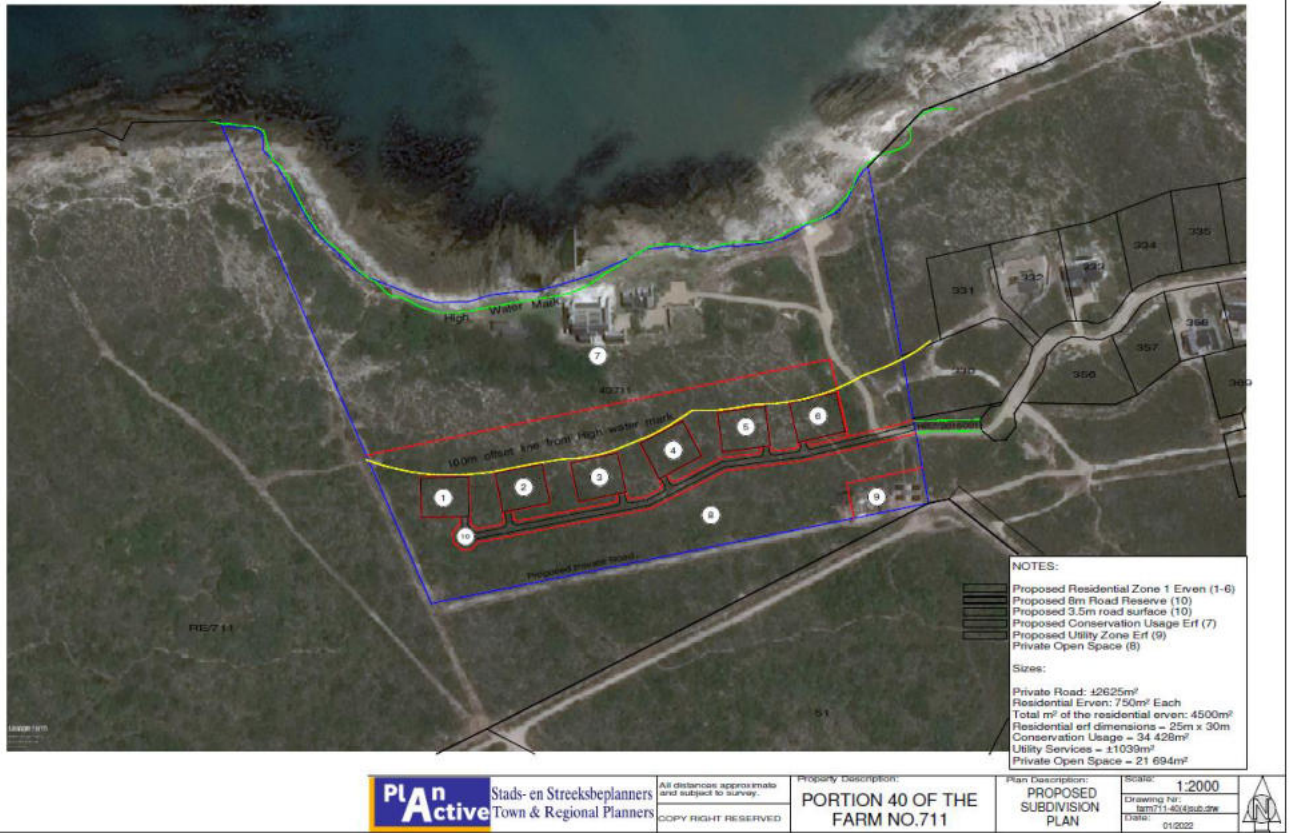 High Water Mark
331
332
333
334
335
356
357
7
100m offset line from High water mark
1
2
3
4
5
6
8
9
10
Proposed Private Road
RE/711
51
NOTES:
Proposed Residential Zone 1 Erven (1-6)
Proposed 8m Road Reserve (10)
Proposed 3.5m road surface (10)
Proposed Conservation Usage Erf (7)
Proposed Utility Zone Erf (9)
Private Open Space (8)
Sizes:
Private Road: ±2625m²
Residential Erven: 750m² Each
Total m² of the residential erven: 4500m²
Residential erf dimensions = 25m x 30m
Conservation Usage = 34 428m²
Utility Services = ±1039m²
Private Open Space = 21 694m²
PlAn
Active
Stads- en Streeksbeplanners
Town & Regional Planners
All distances approximate
and subject to survey.
COPY RIGHT RESERVED
Property Description:
PORTION 40 OF THE
FARM NO.711
Plan Description:
PROPOSED
SUBDIVISION
PLAN
Scale:
1:2000
Drawing Nr:
farm711-40(4)sub.drw
Date:
01/2022
N